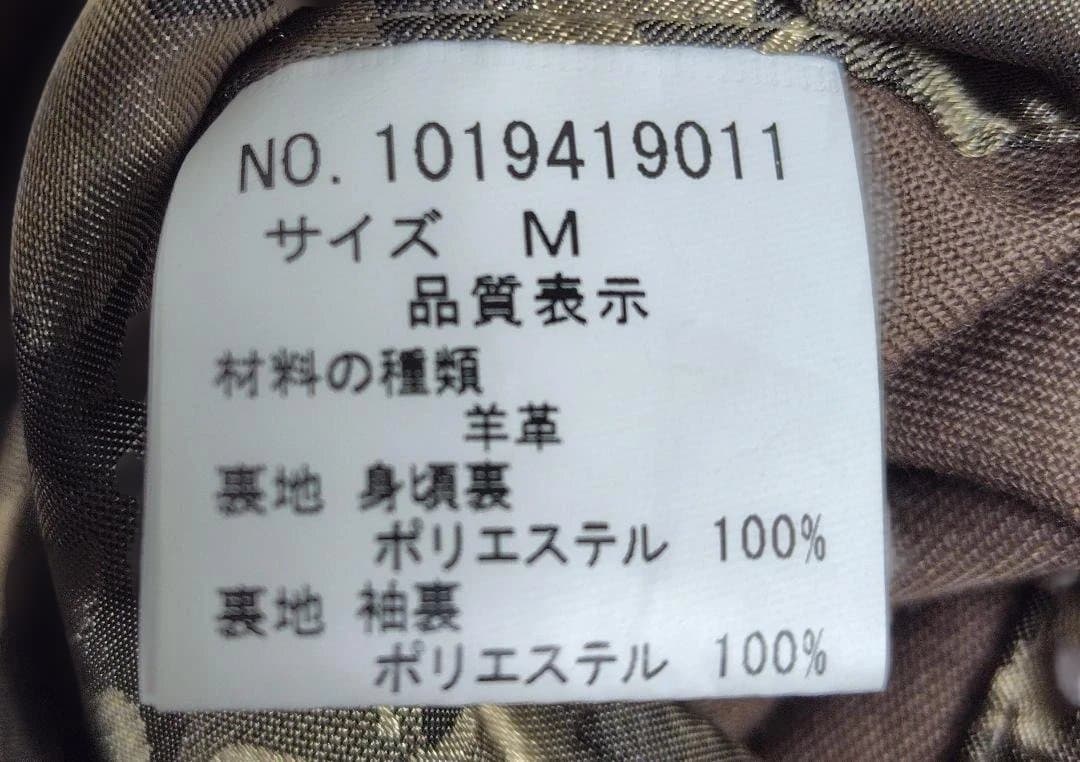 NO. 1019419011
サイズ M
品質表示
材料の種類
羊革
裏地 身頃裏
ポリエステル 100%
裏地 袖裏
ポリエステル 100%